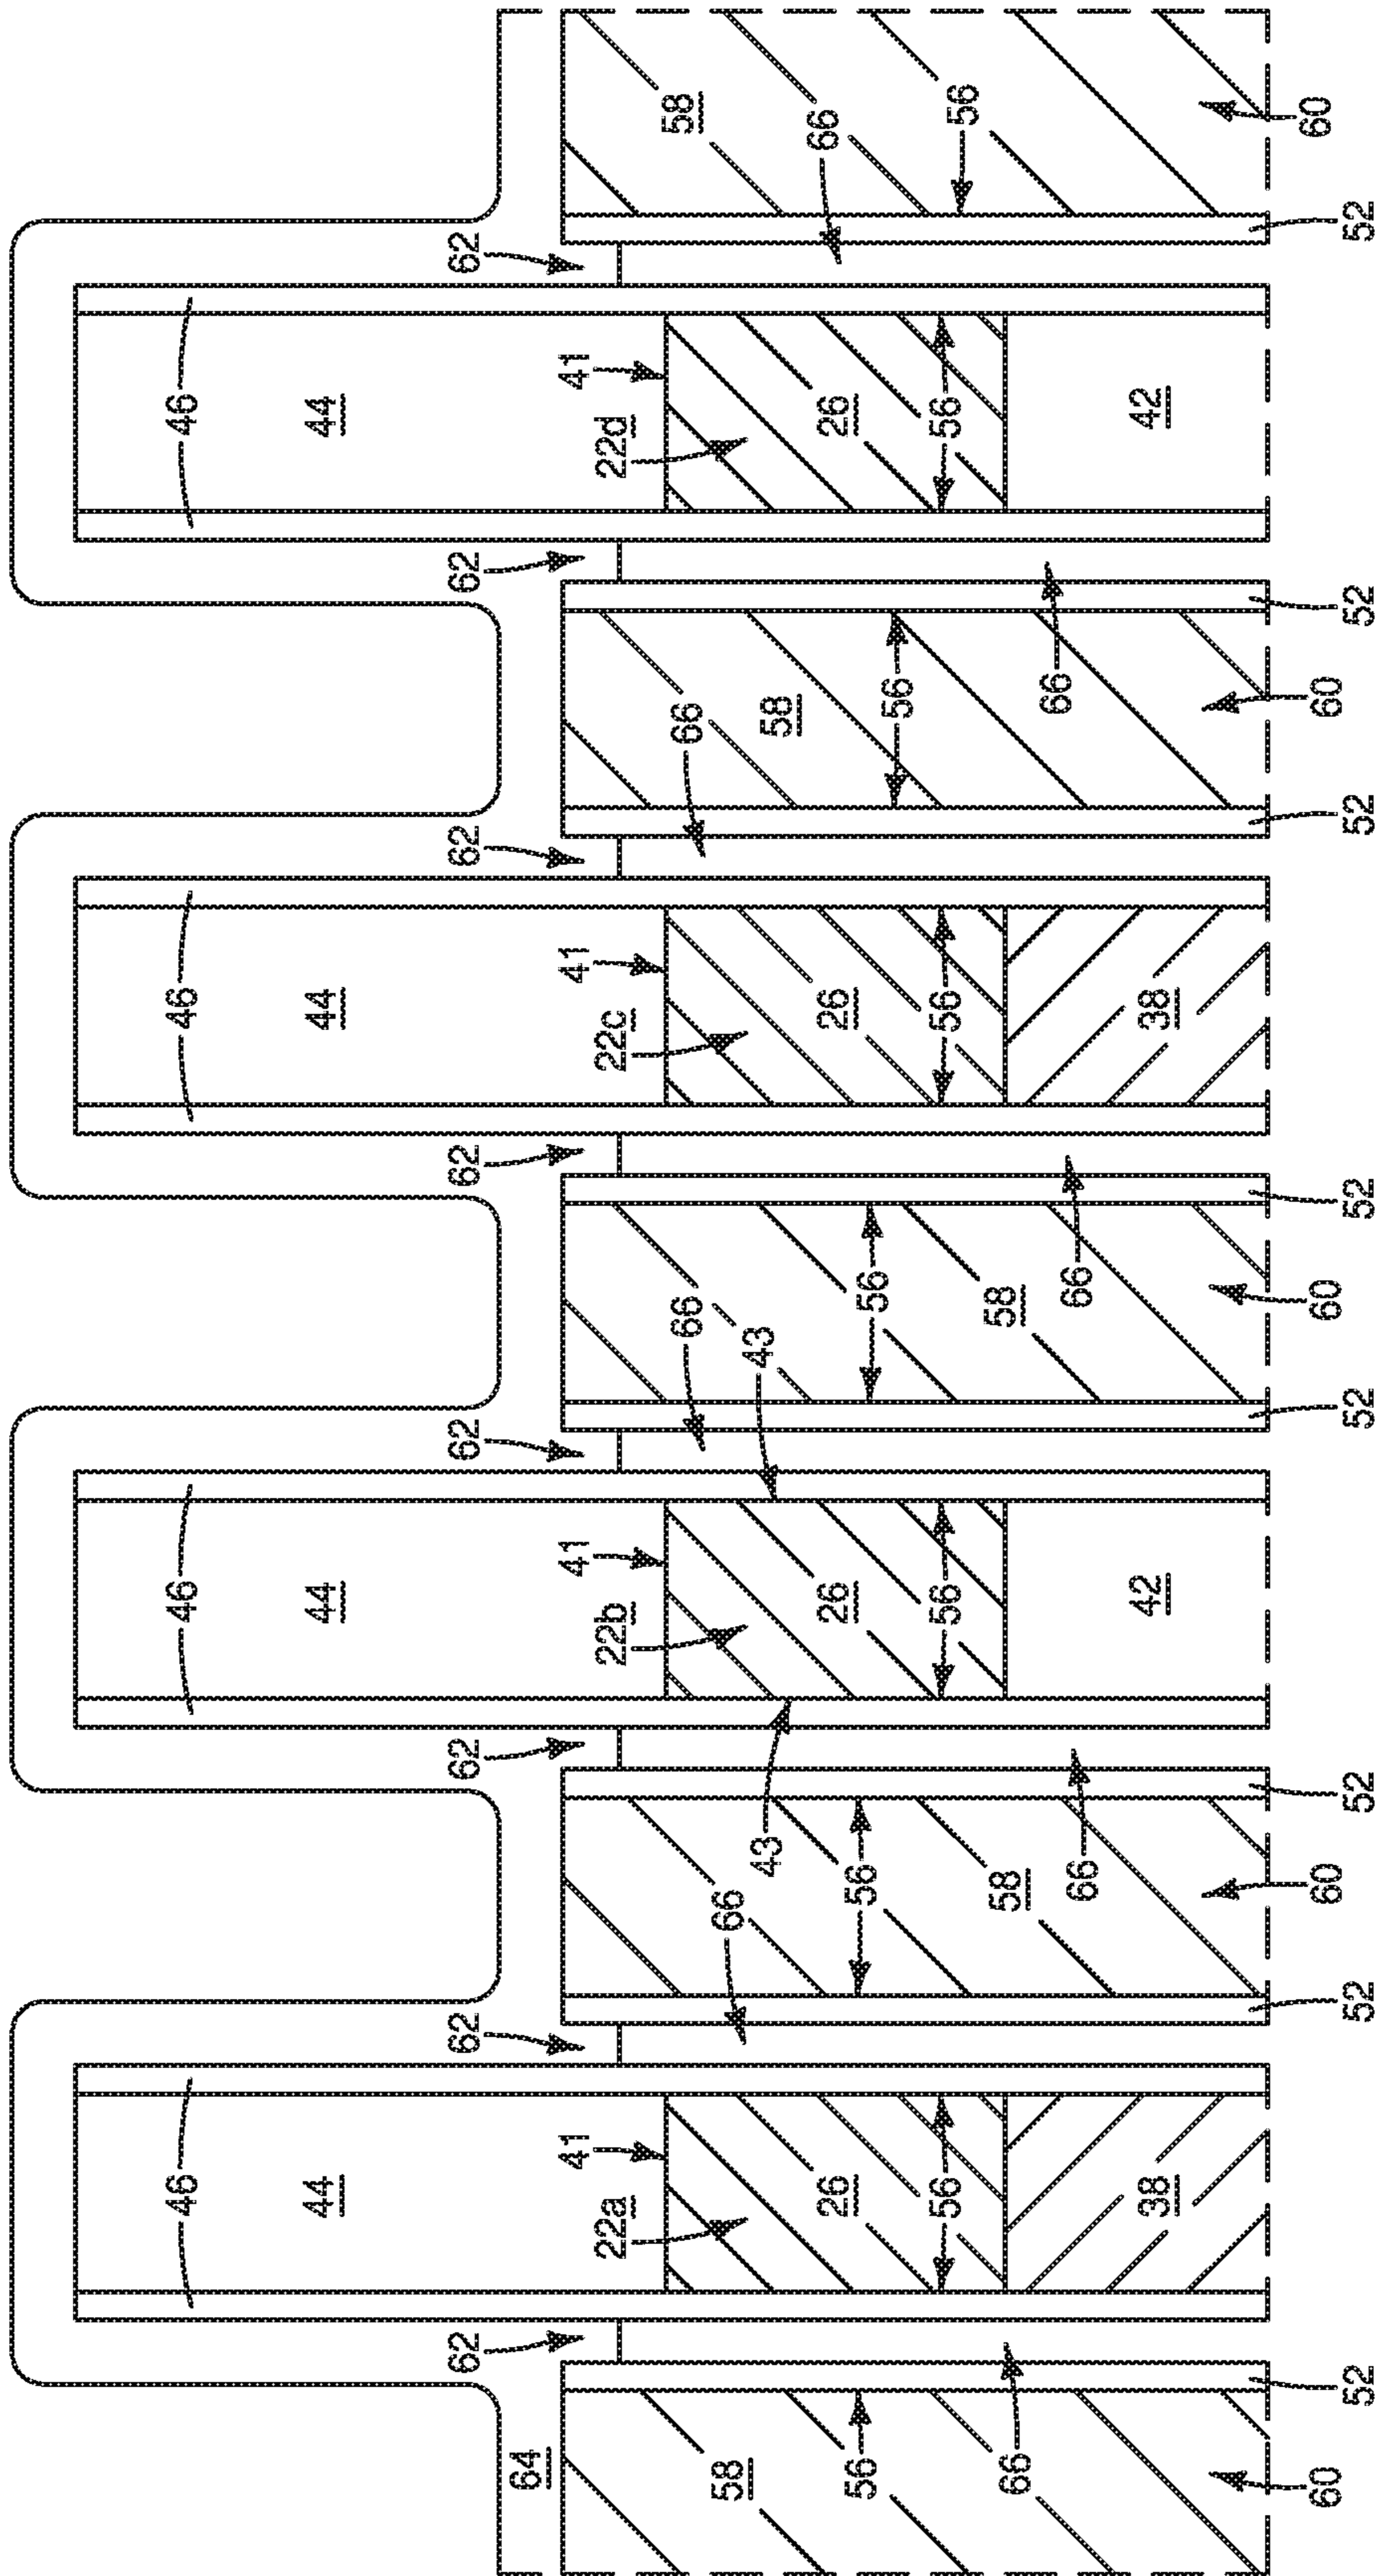 46 46 46 46
44 44 44 44
62 62 62 62 62 62 62 62
64
41 41 41 41
22a 22b 22c 22d
66 66 58
58 66
43 43 58
66
26 26 26 26
56 56 56 56
56 56 56 56 56
66 58 58
66 66 66
38 42 38 42
60 60 60 60 60
52 52 52 52 52 52 52 52